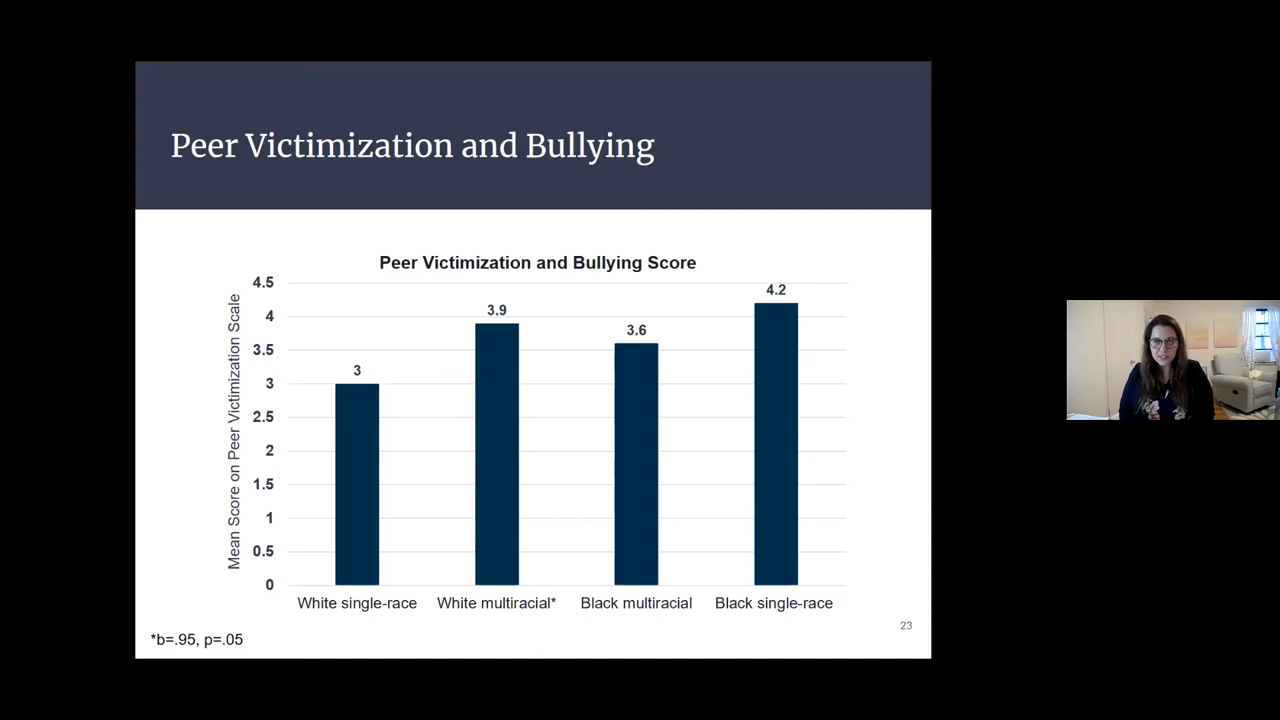 Peer Victimization and Bullying
Peer Victimization and Bullying Score
Mean Score on Peer Victimization Scale
4.5
4
3.5
3
2.5
2
1.5
1
0.5
0
3
3.9
3.6
4.2
White single-race
White multiracial*
Black multiracial
Black single-race
*b=.95, p=.05
23